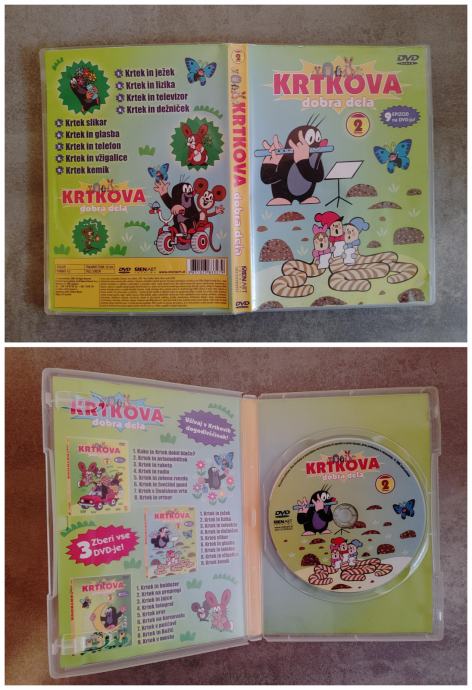 Krtek in ježek
Krtek in lizika
Krtek in televizor
Krtek in dežniček
Krtek slikar
Krtek in glasba
Krtek in telefon
Krtek in vžigalice
Krtek kemik
KRTKOVA
dobra dela
DVD
MENART
2
KRTKOVA dobra dela
DVD
DVD
KRTKOVA
dobra dela
2
9 EPIZOD
na DVD-ju!
KRTKOVA
dobra dela
Uživaj v Krtkovih
dogodivščinah!
1. Kako je Krtek dobil hlače?
2. Krtek in avtomobilček
3. Krtek in raketa
4. Krtek in radio
5. Krtek in zelena zvezda
6. Krtek in žvečilni gumi
7. Krtek v živalskem vrtu
8. Krtek in vrtnar
KRTKOVA
3 Zberi vse
DVD-je!
1. Krtek in ježek
2. Krtek in lizika
3. Krtek in televizor
4. Krtek in dežniček
5. Krtek slikar
6. Krtek in glasba
7. Krtek in telefon
8. Krtek in vžigalice
9. Krtek kemik
KRTKOVA
1. Krtek in buldožer
2. Krtek na
3. Krtek in jajce
4. Krtek fotograf
5. Krtek urar
6. Krtek na karnevalu
7. Krtek v puščavi
8. Krtek in Božič
9. Krtek v mestu
KRTKOVA
dobra dela
2
DVD
MENART